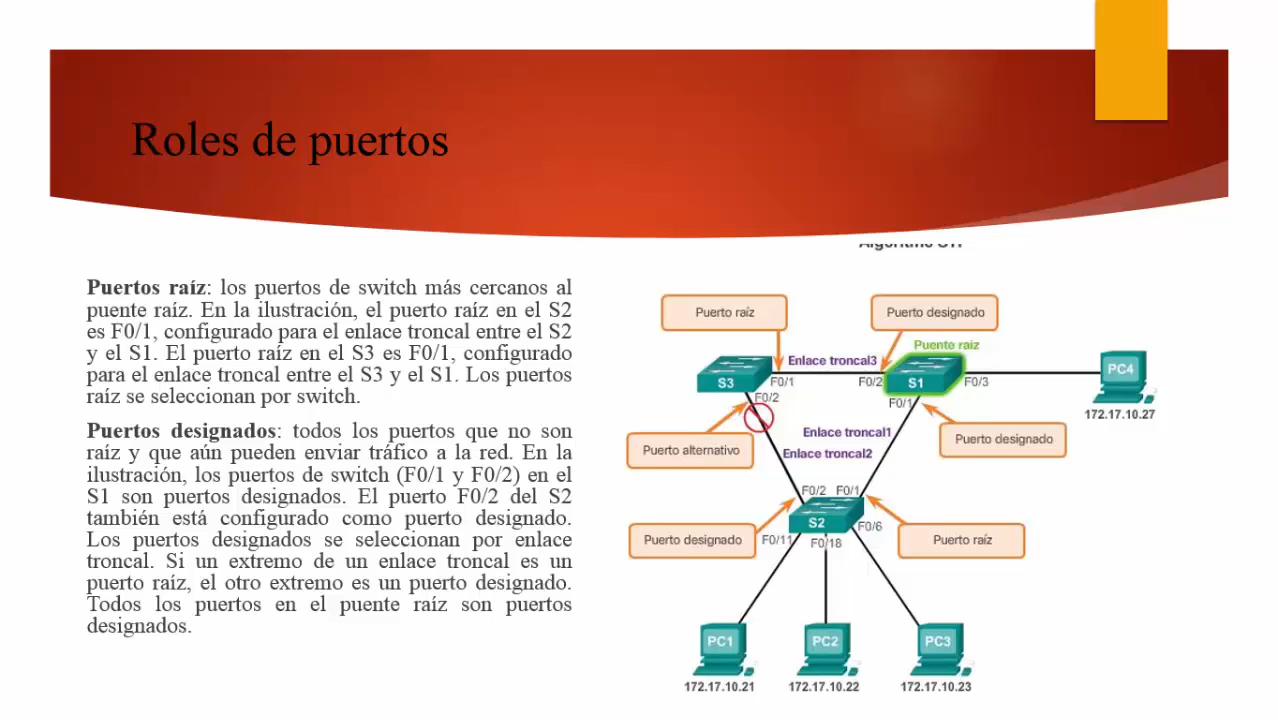 Roles de puertos
Puertos raíz: los puertos de switch más cercanos al
puente raíz. En la ilustración, el puerto raíz en el S2
es F0/1, configurado para el enlace troncal entre el S2
y el S1. El puerto raíz en el S3 es F0/1, configurado
para el enlace troncal entre el S3 y el S1. Los puertos
raíz se seleccionan por switch.
Puertos designados: todos los puertos que no son
raíz y que aún pueden enviar tráfico a la red. En la
ilustración, los puertos de switch (F0/1 y F0/2) en el
S1 son puertos designados. El puerto F0/2 del S2
también está configurado como puerto designado.
Los puertos designados se seleccionan por enlace
troncal. Si un extremo de un enlace troncal es un
puerto raíz, el otro extremo es un puerto designado.
Todos los puertos en el puente raíz son puertos
designados.
Puerto raíz
Puerto designado
Puente raíz
Enlace troncal3
S3
F0/1
F0/2
S1
F0/3
PC4
F0/2
F0/1
172.17.10.27
Puerto alternativo
Enlace troncal1
Puerto designado
Enlace troncal2
F0/2
F0/1
S2
F0/6
Puerto designado
F0/11
F0/18
Puerto raíz
PC1
PC2
PC3
172.17.10.21
172.17.10.22
172.17.10.23